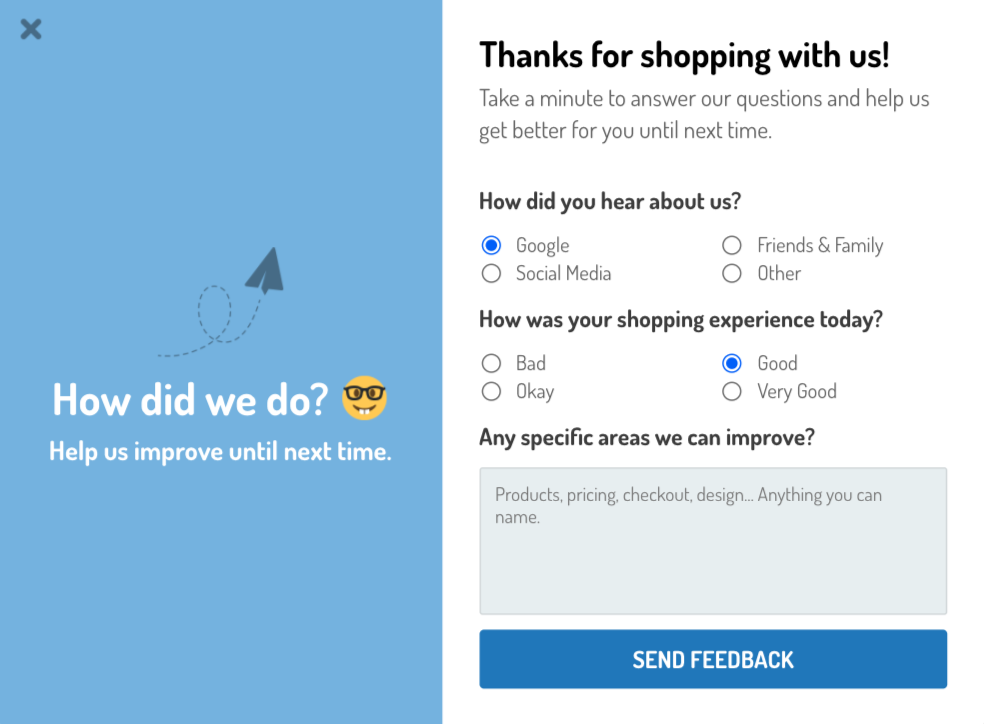 How did we do? 🤓
Help us improve until next time.
Thanks for shopping with us!
Take a minute to answer our questions and help us
get better for you until next time.
How did you hear about us?
Google
Friends & Family
Social Media
Other
How was your shopping experience today?
Bad
Good
Okay
Very Good
Any specific areas we can improve?
Products, pricing, checkout, design... Anything you can
name.
SEND FEEDBACK